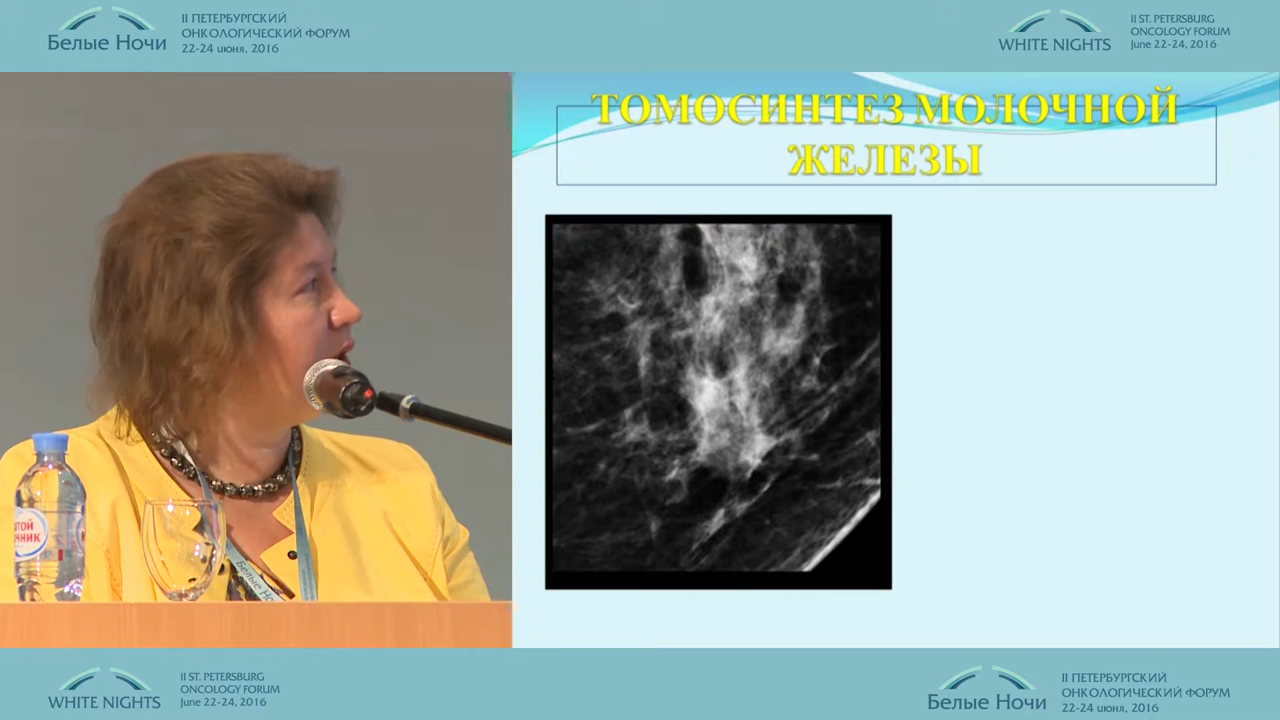 Белые Ночи
II ПЕТЕРБУРГСКИЙ
ОНКОЛОГИЧЕСКИЙ ФОРУМ
22-24 июня, 2016
WHITE NIGHTS
II ST. PETERSBURG
ONCOLOGY FORUM
June 22-24, 2016
ТОМОСИНТЕЗ МОЛОЧНОЙ
ЖЕЛЕЗЫ
Белые Но
WHITE NIGHTS
II ST. PETERSBURG
ONCOLOGY FORUM
June 22-24, 2016
Белые Ночи
II ПЕТЕРБУРГСКИЙ
ОНКОЛОГИЧЕСКИЙ ФОРУМ
22-24 июня, 2016